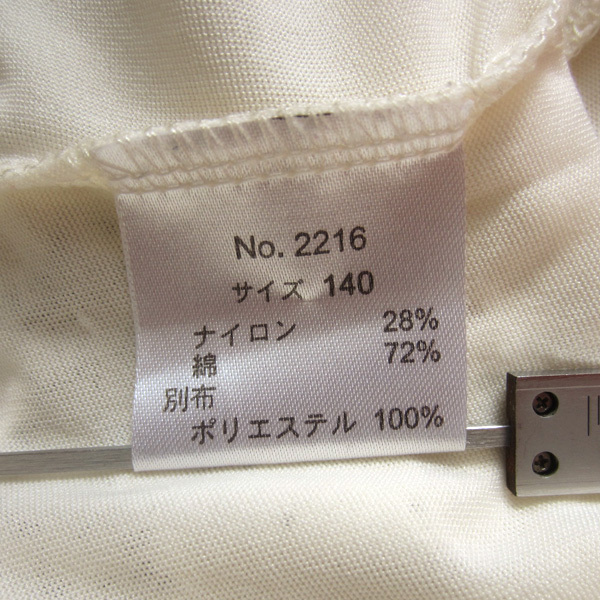 No. 2216
サイズ 140
ナイロン 28%
綿 72%
別布
ポリエステル 100%